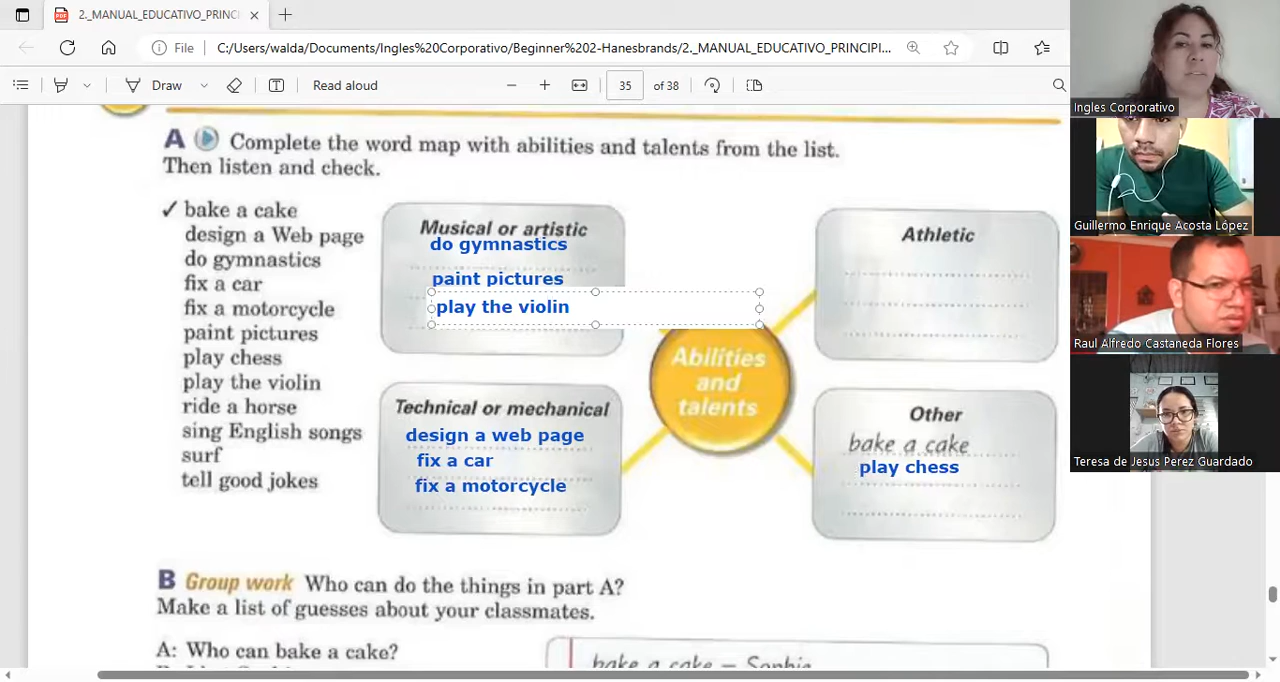 2._MANUAL_EDUCATIVO_PRINCI
File
C:/Users/walda/Documents/Ingles%20Corporativo/Beginner%202-Hanesbrands/2._MANUAL_EDUCATIVO_PRINCIPI...
Draw
Read aloud
35
of 38
A Complete the word map with abilities and talents from the list.
Then listen and check.
✓ bake a cake
design a Web page
do gymnastics
fix a car
fix a motorcycle
paint pictures
play chess
play the violin
ride a horse
sing English songs
surf
tell good jokes
Musical or artistic
do gymnastics
paint pictures
play the violin
Athletic
Abilities
and
talents
Technical or mechanical
design a web page
fix a car
fix a motorcycle
Other
bake a cake
play chess
B Group work Who can do the things in part A?
Make a list of guesses about your classmates.
A: Who can bake a cake?
bake a cake – Sophie
Ingles Corporativo
Guillermo Enrique Acosta López
Raul Alfredo Castaneda Flores
Teresa de Jesus Perez Guardado